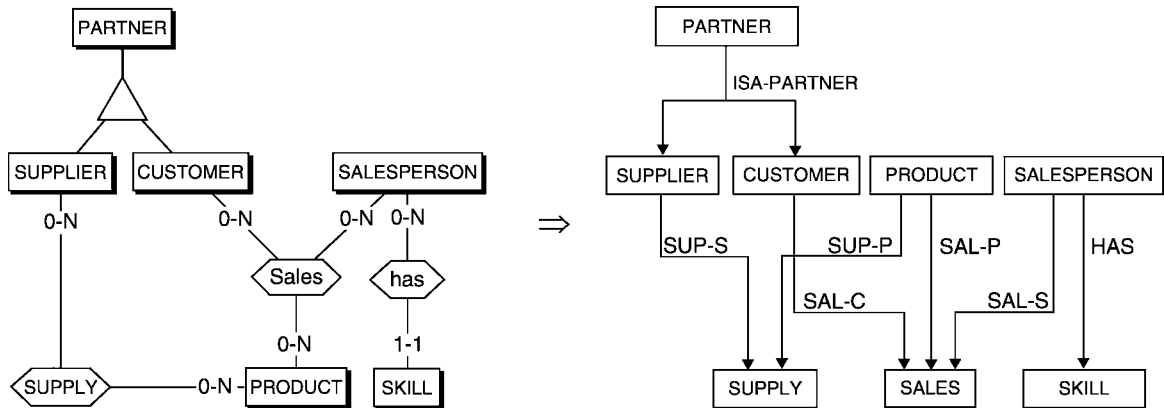 PARTNER
SUPPLIER
CUSTOMER
SALESPERSON
0-N
0-N
0-N
0-N
Sales
has
0-N
1-1
SUPPLY
0-N
PRODUCT
SKILL
⇒
PARTNER
ISA-PARTNER
SUPPLIER
CUSTOMER
PRODUCT
SALESPERSON
SUP-S
SUP-P
SAL-P
HAS
SAL-C
SAL-S
SUPPLY
SALES
SKILL